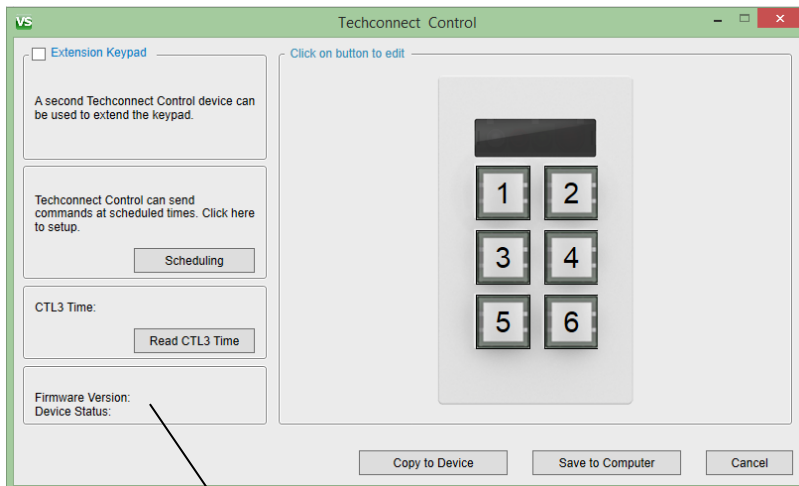 VS
Techconnect Control
Extension Keypad
A second Techconnect Control device can
be used to extend the keypad.
Techconnect Control can send
commands at scheduled times. Click here
to setup.
Scheduling
CTL3 Time:
Read CTL3 Time
Firmware Version:
Device Status:
Click on button to edit
1 2
3 4
5 6
Copy to Device
Save to Computer
Cancel